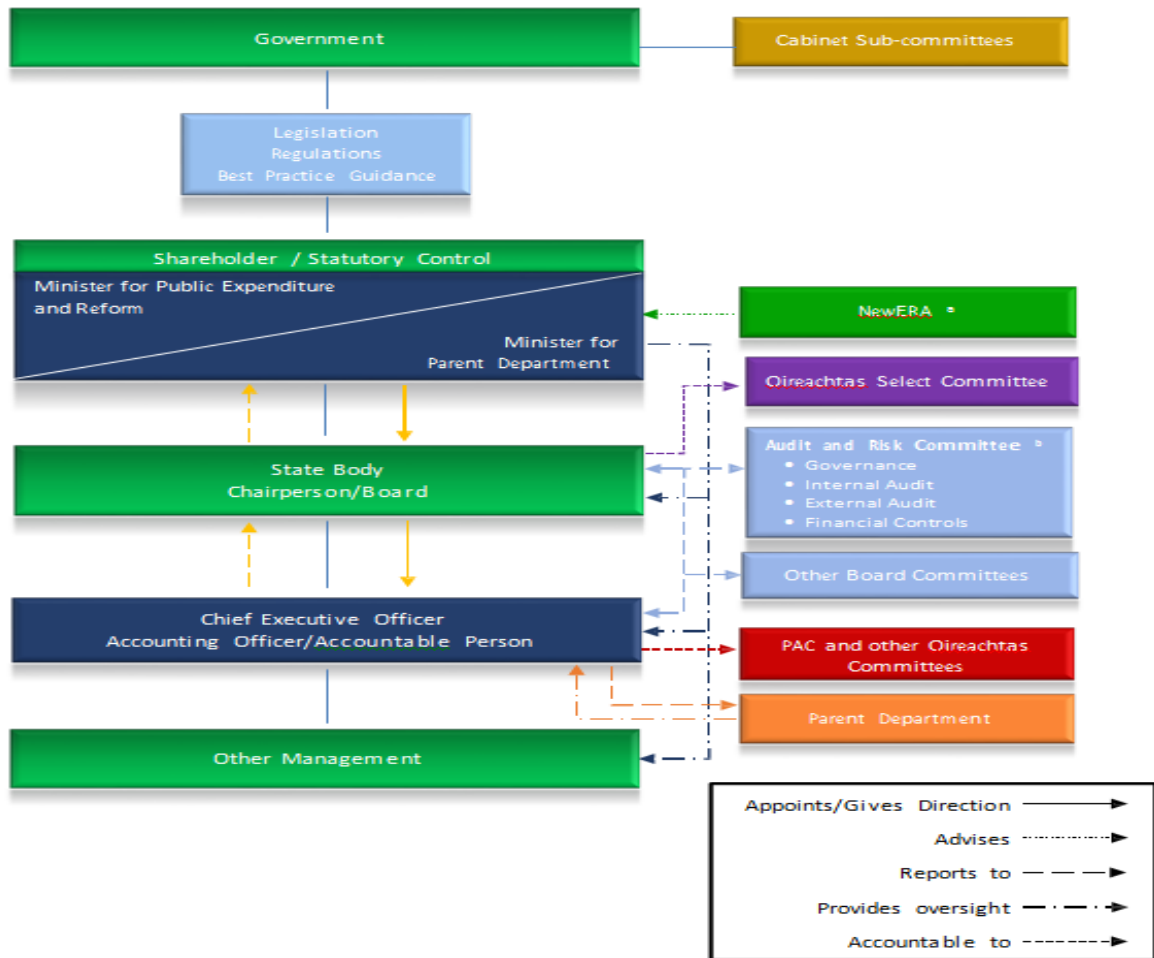 Government
Cabinet Sub-committees
Legislation
Regulations
Best Practice Guidance
Shareholder / Statutory Control
Minister for Public Expenditure
and Reform
Minister for
Parent Department
NewERA a
Oireachtas Select Committee
State Body
Chairperson/Board
Audit and Risk Committee b
• Governance
• Internal Audit
• External Audit
• Financial Controls
Other Board Committees
Chief Executive Officer
Accounting Officer/Accountable Person
PAC and other Oireachtas
Committees
Parent Department
Other Management
Appoints/Gives Direction
Advises
Reports to
Provides oversight
Accountable to